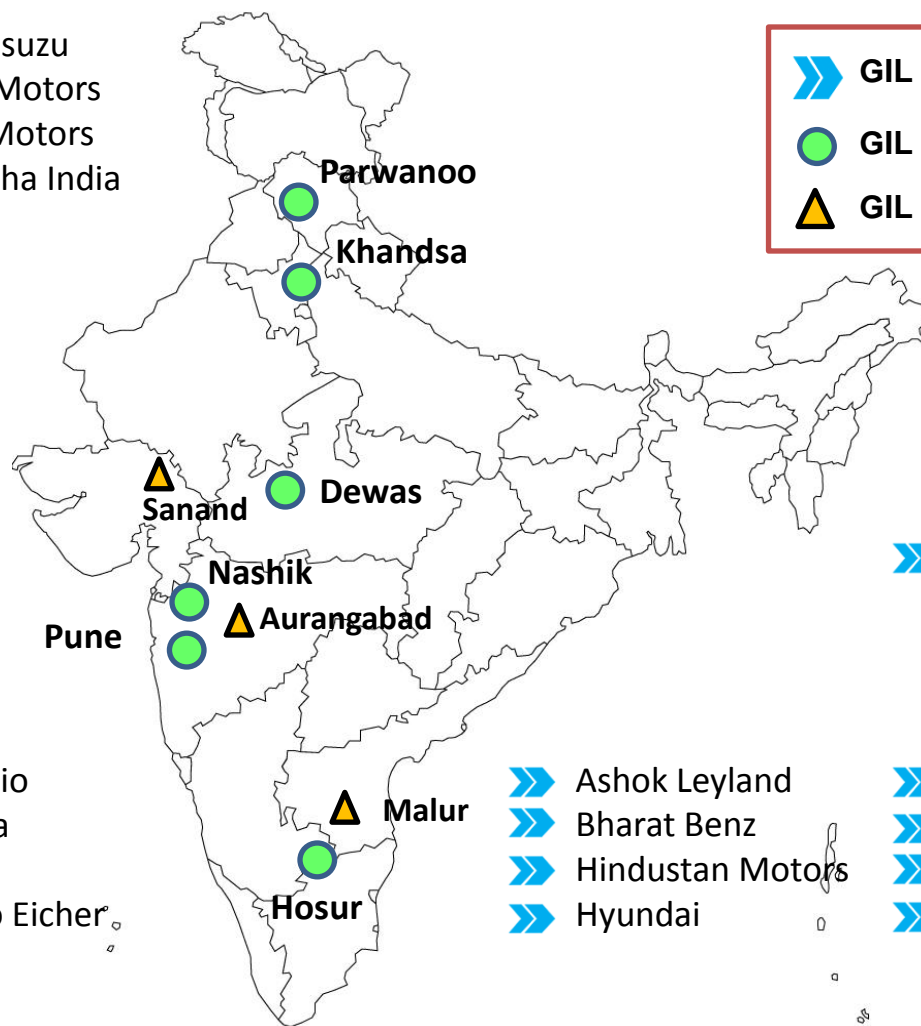 suzu
Motors
Motors
ha India
GIL
GIL
GIL
Parwanoo
Khandsa
Dewas
Sanand
Nashik
Aurangabad
Pune
Malur
Hosur
io
a
o Eicher
Ashok Leyland
Bharat Benz
Hindustan Motors
Hyundai